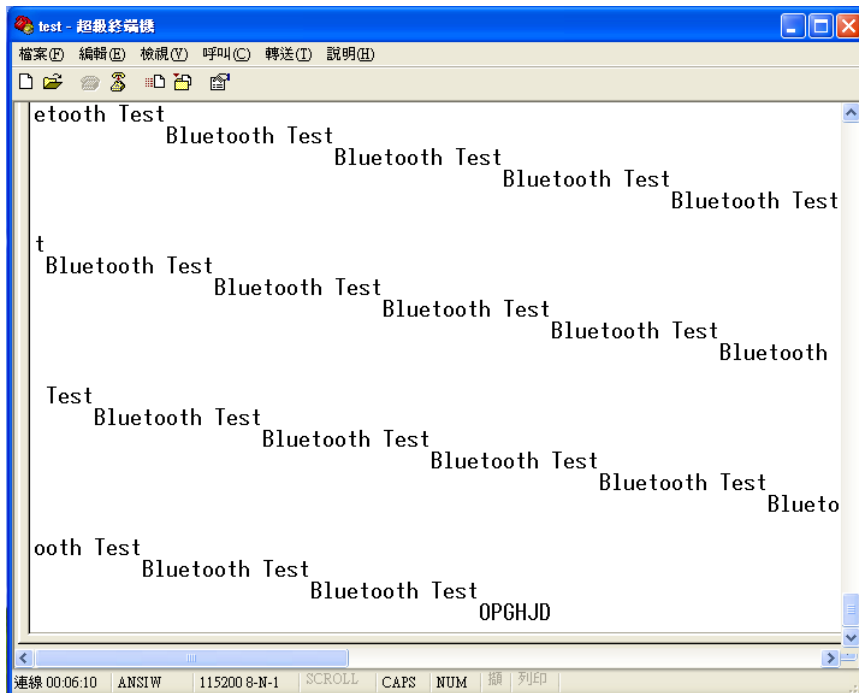 test - 超級終端機
檔案(F) 編輯(E) 檢視(V) 呼叫(C) 轉送(T) 說明(H)
etooth Test
Bluetooth Test
Bluetooth Test
Bluetooth Test
Bluetooth Test
t
Bluetooth Test
Bluetooth Test
Bluetooth Test
Bluetooth Test
Bluetooth
Test
Bluetooth Test
Bluetooth Test
Bluetooth Test
Bluetooth Test
Blueto
ooth Test
Bluetooth Test
Bluetooth Test
OPGHJD
連線 00:06:10 ANSIW 115200 8-N-1 SCROLL CAPS NUM 擷 列印